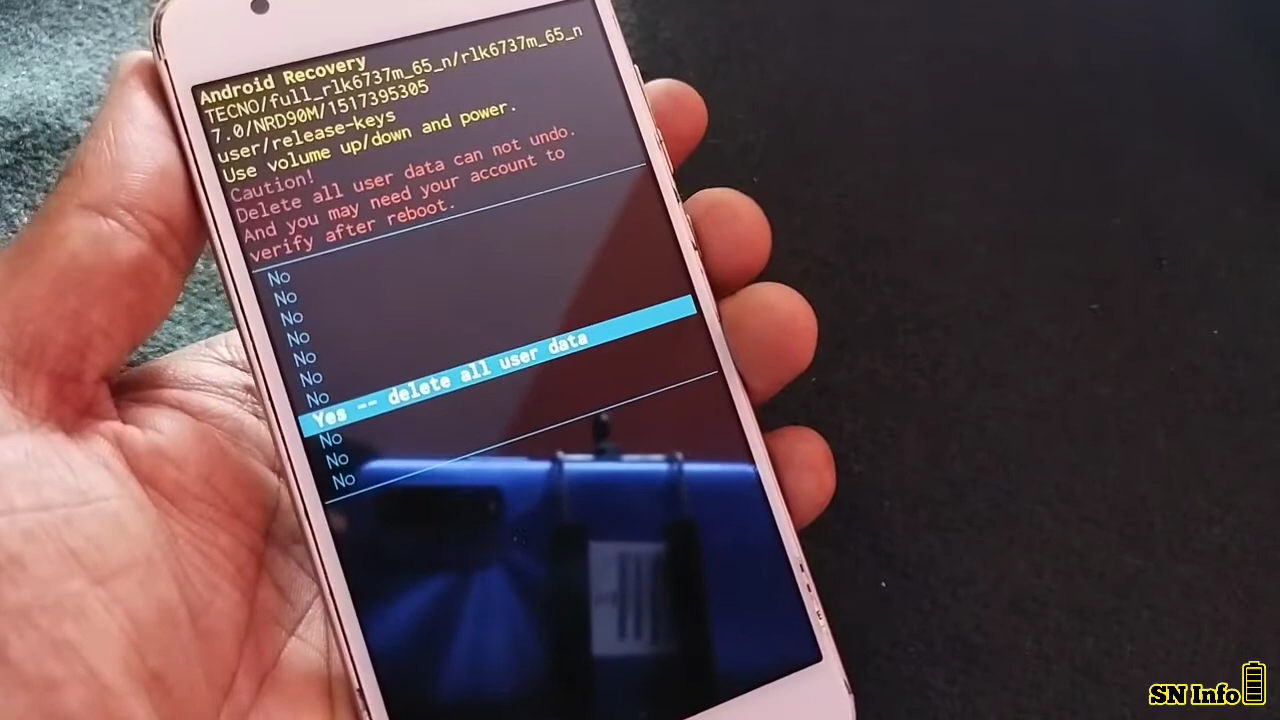 Android Recovery
TECNO/full_rlk6737m_65_n/rlk6737m_65_n
7.0/NRD90M/1517395305
user/release-keys
Use volume up/down and power.
Caution!
Delete all user data can not undo.
And you may need your account to
verify after reboot.
No
No
No
No
No
No
No
Yes -- delete all user data
No
No
No
SN Info